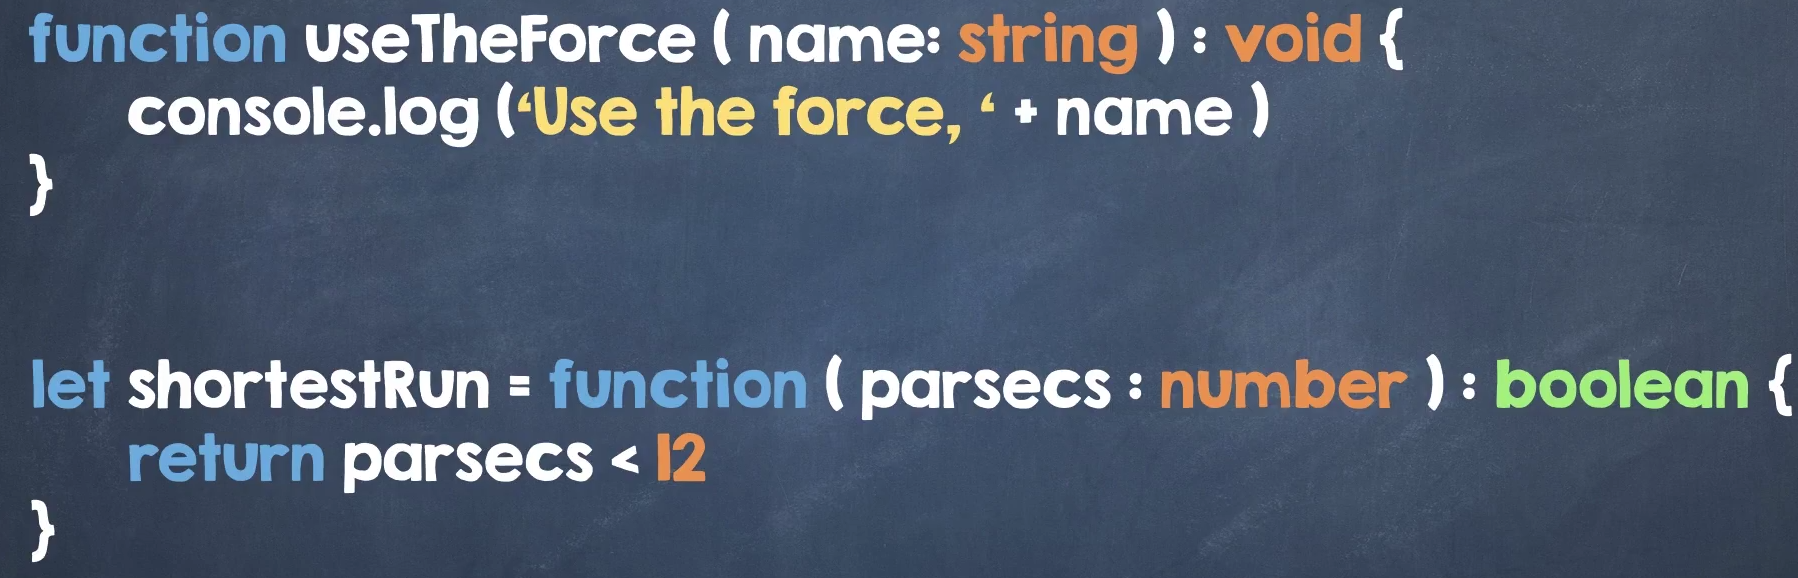 function useTheForce ( name: string ) : void {
console.log (‘Use the force, ‘ + name )
}
let shortestRun = function ( parsecs : number ) : boolean {
return parsecs < 12
}